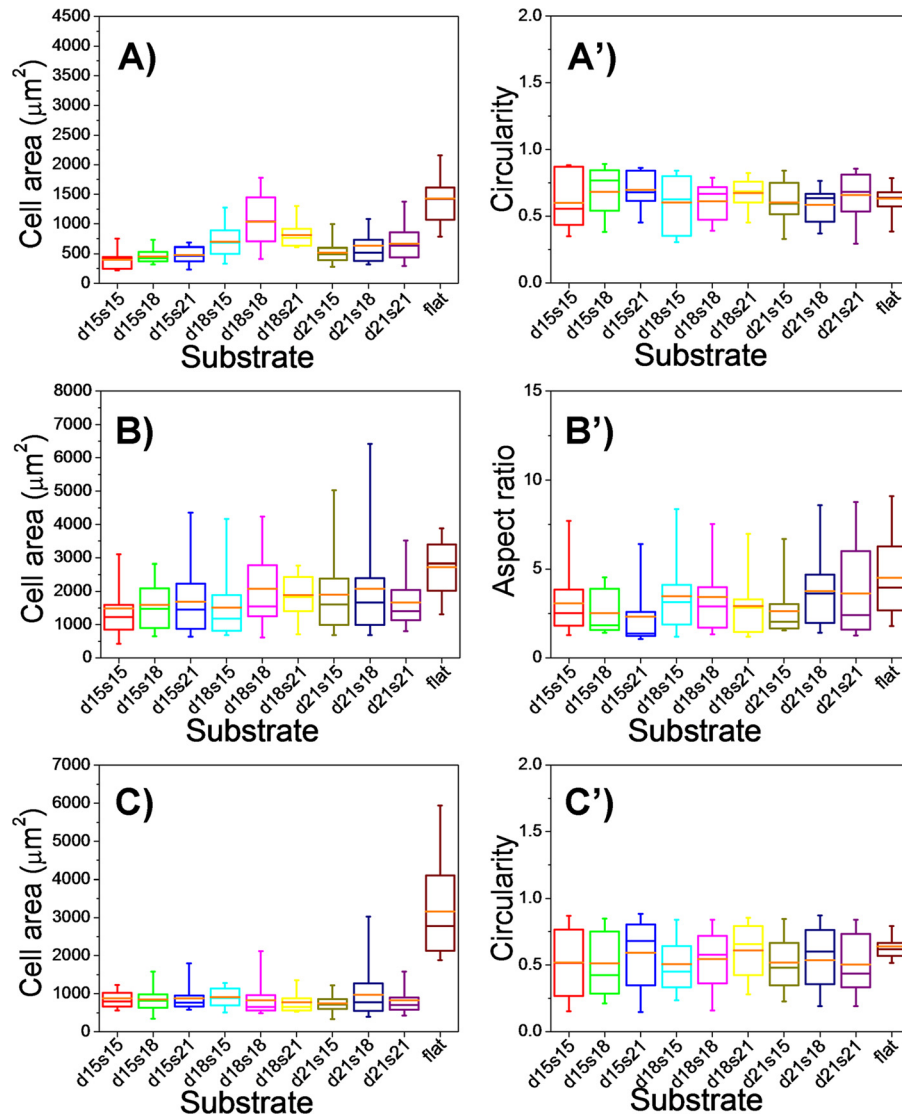 A)
Cell area (μm²)
4500
4000
3500
3000
2500
2000
1500
1000
500
0
d15s15
d15s18
d15s21
d18s15
d18s18
d18s21
d21s15
d21s18
d21s21
flat
Substrate
A')
Circularity
2.0
1.5
1.0
0.5
0.0
d15s15
d15s18
d15s21
d18s15
d18s18
d18s21
d21s15
d21s18
d21s21
flat
Substrate
B)
Cell area (μm²)
8000
7000
6000
5000
4000
3000
2000
1000
0
d15s15
d15s18
d15s21
d18s15
d18s18
d18s21
d21s15
d21s18
d21s21
flat
Substrate
B')
Aspect ratio
15
10
5
0
d15s15
d15s18
d15s21
d18s15
d18s18
d18s21
d21s15
d21s18
d21s21
flat
Substrate
C)
Cell area (μm²)
7000
6000
5000
4000
3000
2000
1000
0
d15s15
d15s18
d15s21
d18s15
d18s18
d18s21
d21s15
d21s18
d21s21
flat
Substrate
C')
Circularity
2.0
1.5
1.0
0.5
0.0
d15s15
d15s18
d15s21
d18s15
d18s18
d18s21
d21s15
d21s18
d21s21
flat
Substrate